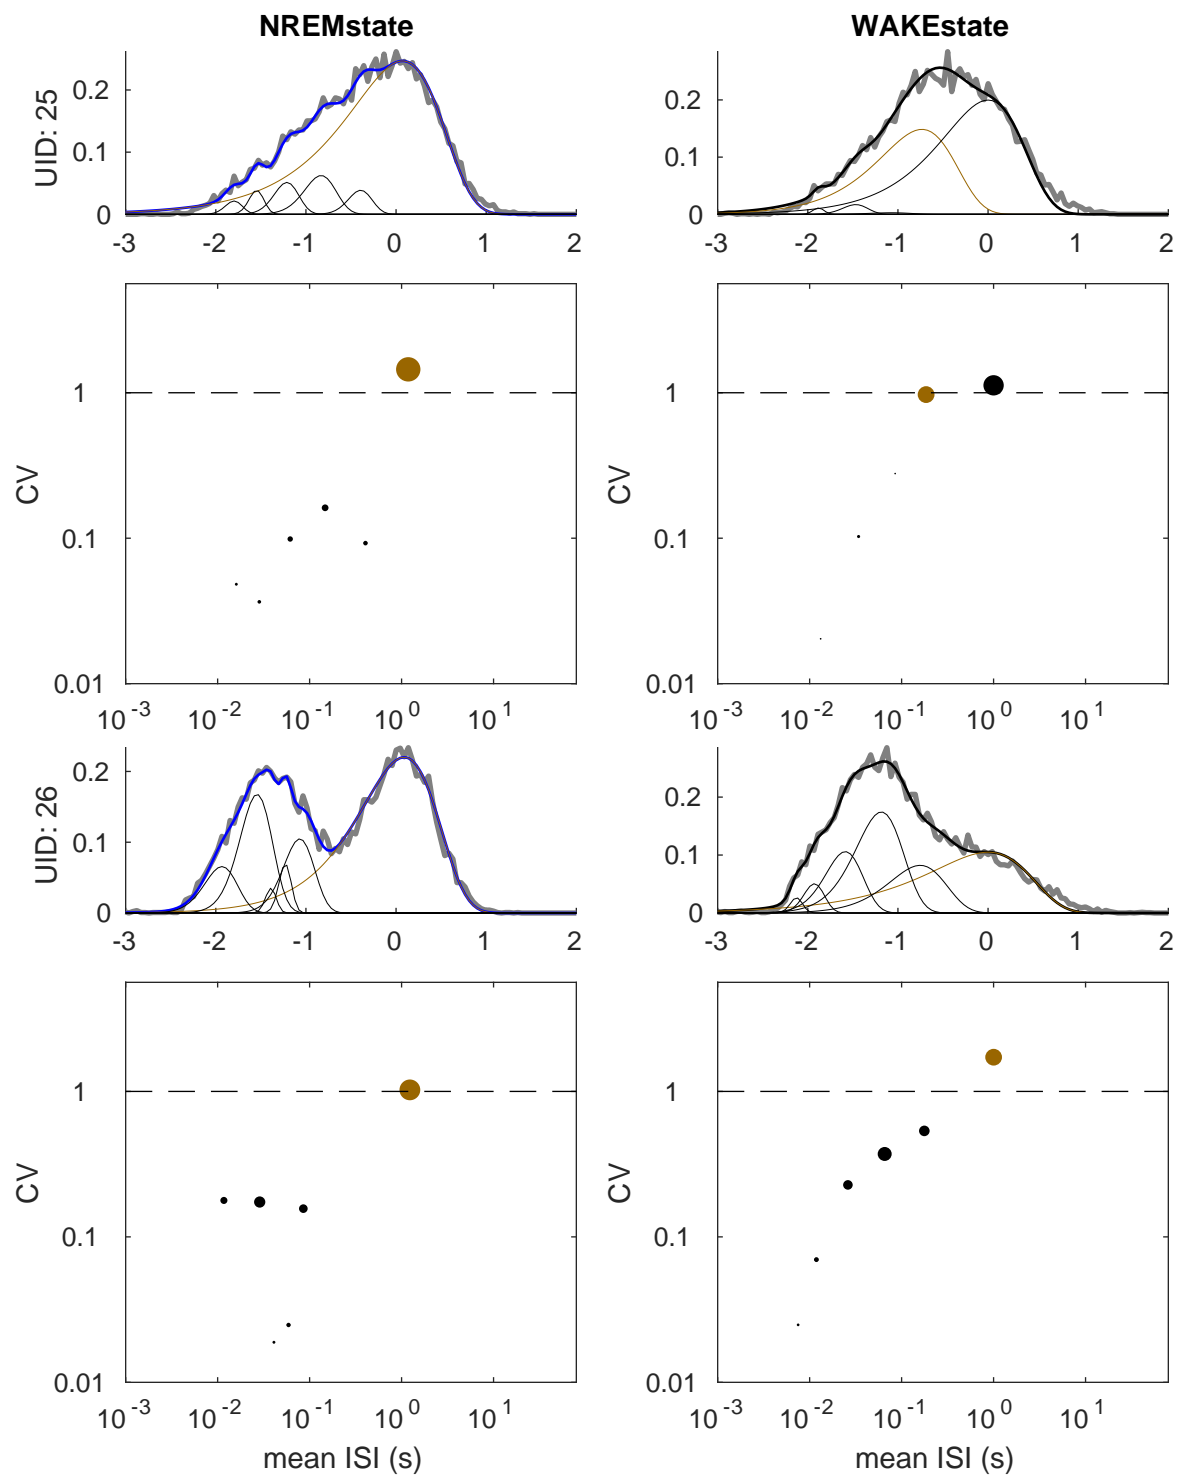 NREMstate WAKEstate
UID: 25
0.2 0.2
0.1 0.1
0 0
-3 -2 -1 0 1 2 -3 -2 -1 0 1 2
CV CV
1 1
0.1 0.1
0.01 0.01
10^-3 10^-2 10^-1 10^0 10^1 10^-3 10^-2 10^-1 10^0 10^1
UID: 26
0.2 0.2
0.1 0.1
0 0
-3 -2 -1 0 1 2 -3 -2 -1 0 1 2
CV CV
1 1
0.1 0.1
0.01 0.01
10^-3 10^-2 10^-1 10^0 10^1 10^-3 10^-2 10^-1 10^0 10^1
mean ISI (s) mean ISI (s)